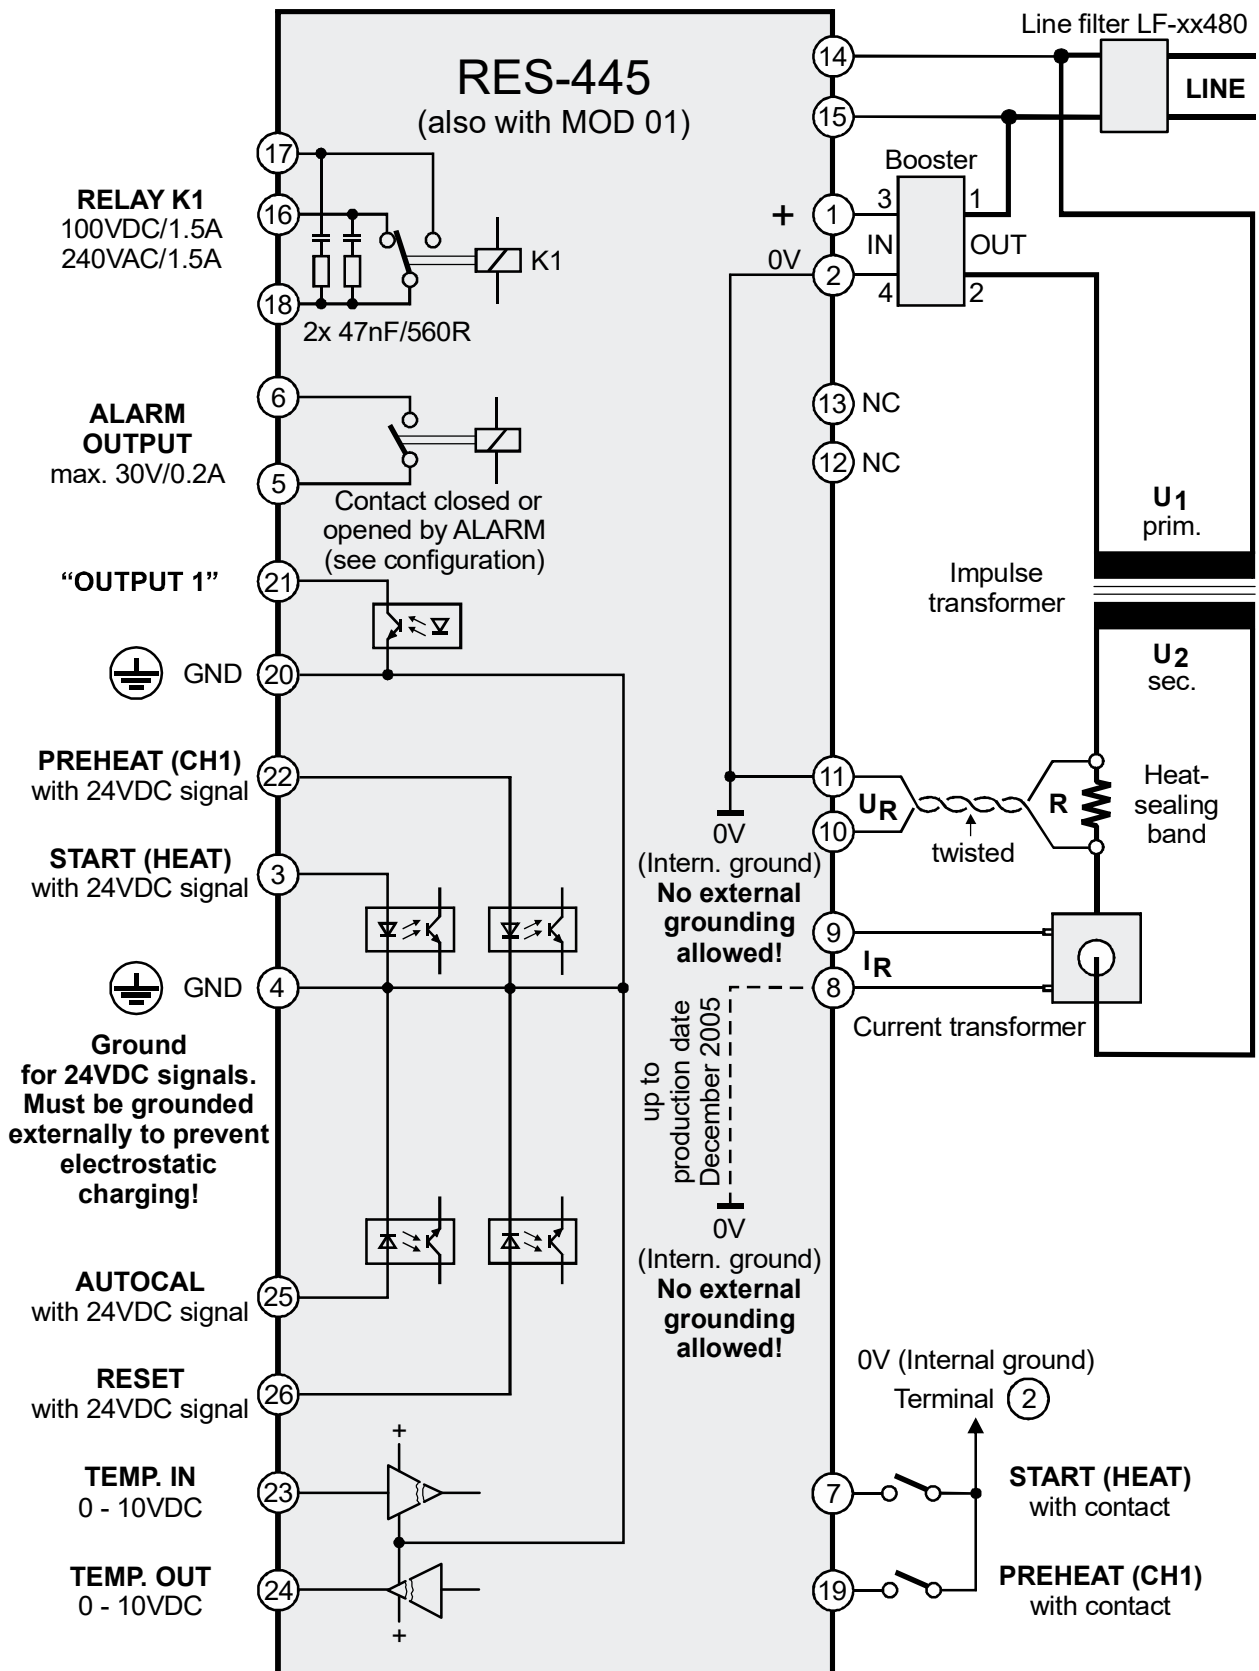 RES-445
(also with MOD 01)
17
RELAY K1
100VDC/1.5A
240VAC/1.5A
16
K1
18
2x 47nF/560R
6
ALARM
OUTPUT
max. 30V/0.2A
5
Contact closed or
opened by ALARM
(see configuration)
"OUTPUT 1"
21
GND
20
PREHEAT (CH1)
with 24VDC signal
22
START (HEAT)
with 24VDC signal
3
GND
4
Ground
for 24VDC signals.
Must be grounded
externally to prevent
electrostatic
charging!
AUTOCAL
with 24VDC signal
25
RESET
with 24VDC signal
26
+
TEMP. IN
0 - 10VDC
23
TEMP. OUT
0 - 10VDC
24
+
Line filter LF-xx480
14
LINE
15
Booster
+
1
3
1
IN
OUT
0V
2
4
2
13
NC
12
NC
U1
prim.
Impulse
transformer
U2
sec.
11
UR
10
twisted
R
Heat-
sealing
band
0V
(Intern. ground)
No external
grounding
allowed!
9
IR
8
Current transformer
up to
production date
December 2005
0V
(Intern. ground)
No external
grounding
allowed!
0V (Internal ground)
Terminal 2
7
START (HEAT)
with contact
19
PREHEAT (CH1)
with contact